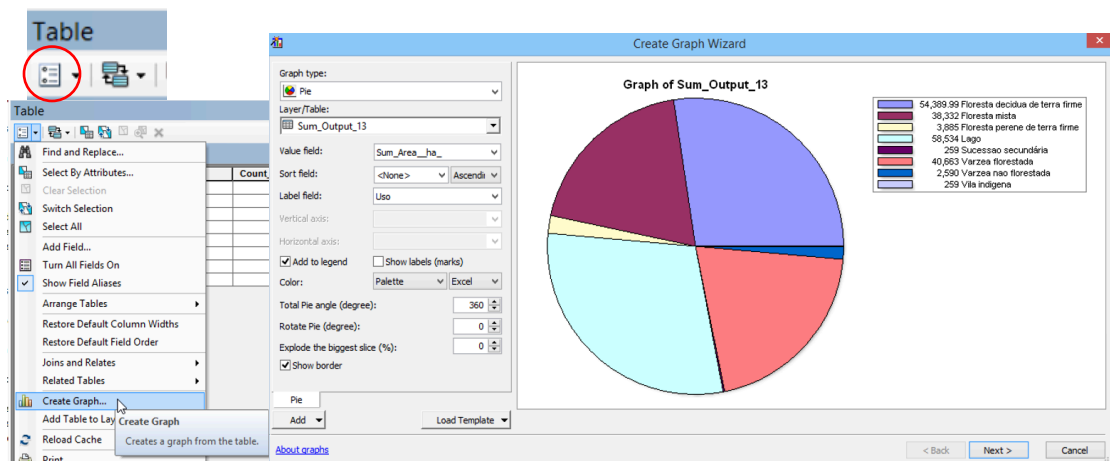 Table
Table
Find and Replace...
Select By Attributes...
Clear Selection
Switch Selection
Select All
Add Field...
Turn All Fields On
Show Field Aliases
Arrange Tables
Restore Default Column Widths
Restore Default Field Order
Joins and Relates
Related Tables
Create Graph...
Add Table to Lay
Reload Cache
Print
Create Graph
Creates a graph from the table.
Count_
Create Graph Wizard
Graph type:
Pie
Layer/Table:
Sum_Output_13
Value field:
Sum_Area__ha_
Sort field:
<None>
Ascendin
Label field:
Uso
Vertical axis:
Horizontal axis:
Add to legend
Show labels (marks)
Color:
Palette
Excel
Total Pie angle (degree):
360
Rotate Pie (degree):
0
Explode the biggest slice (%):
0
Show border
Pie
Add
Load Template
About graphs
Graph of Sum_Output_13
54,389.99 Floresta decidua de terra firme
38,332 Floresta mista
3,885 Floresta perene de terra firme
58,534 Lago
259 Sucessao secundária
40,663 Varzea florestada
2,590 Varzea nao florestada
259 Vila indigena
< Back
Next >
Cancel